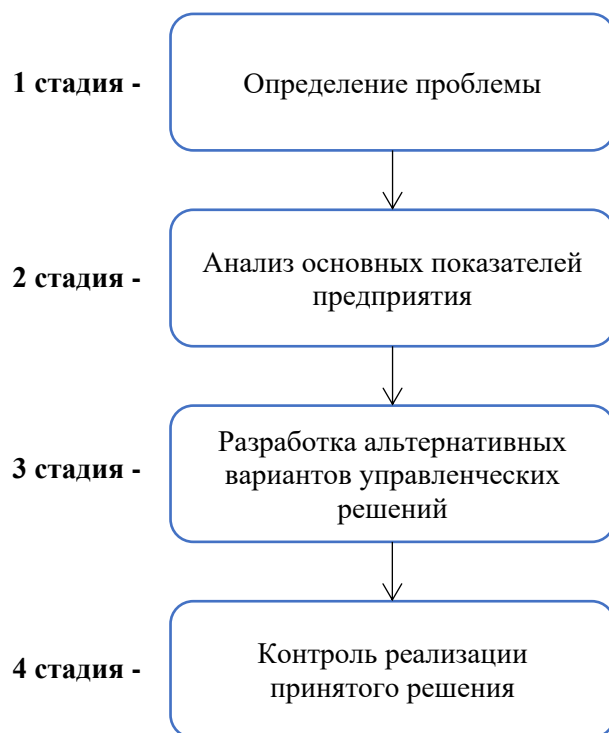 1 стадия -
Определение проблемы
2 стадия -
Анализ основных показателей
предприятия
3 стадия -
Разработка альтернативных
вариантов управленческих
решений
4 стадия -
Контроль реализации
принятого решения